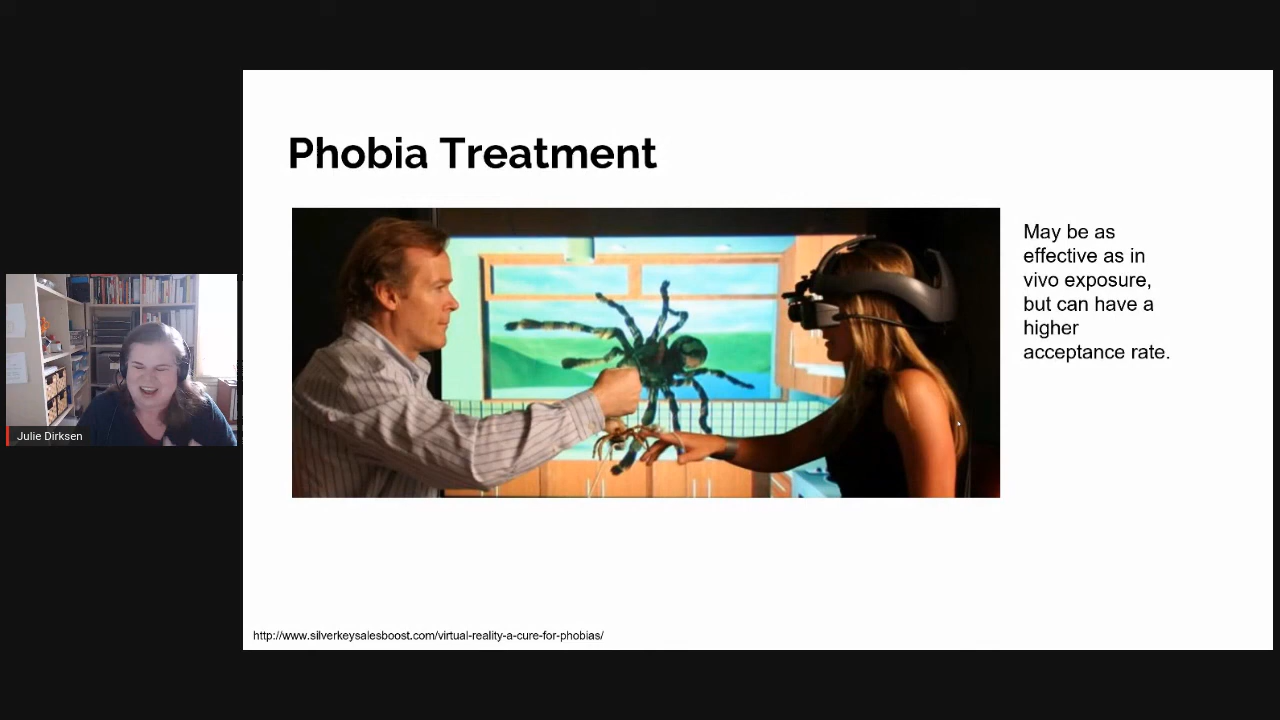 Phobia Treatment
May be as
effective as in
vivo exposure,
but can have a
higher
acceptance rate.
Julie Dirksen
http://www.silverkeysalesboost.com/virtual-reality-a-cure-for-phobias/